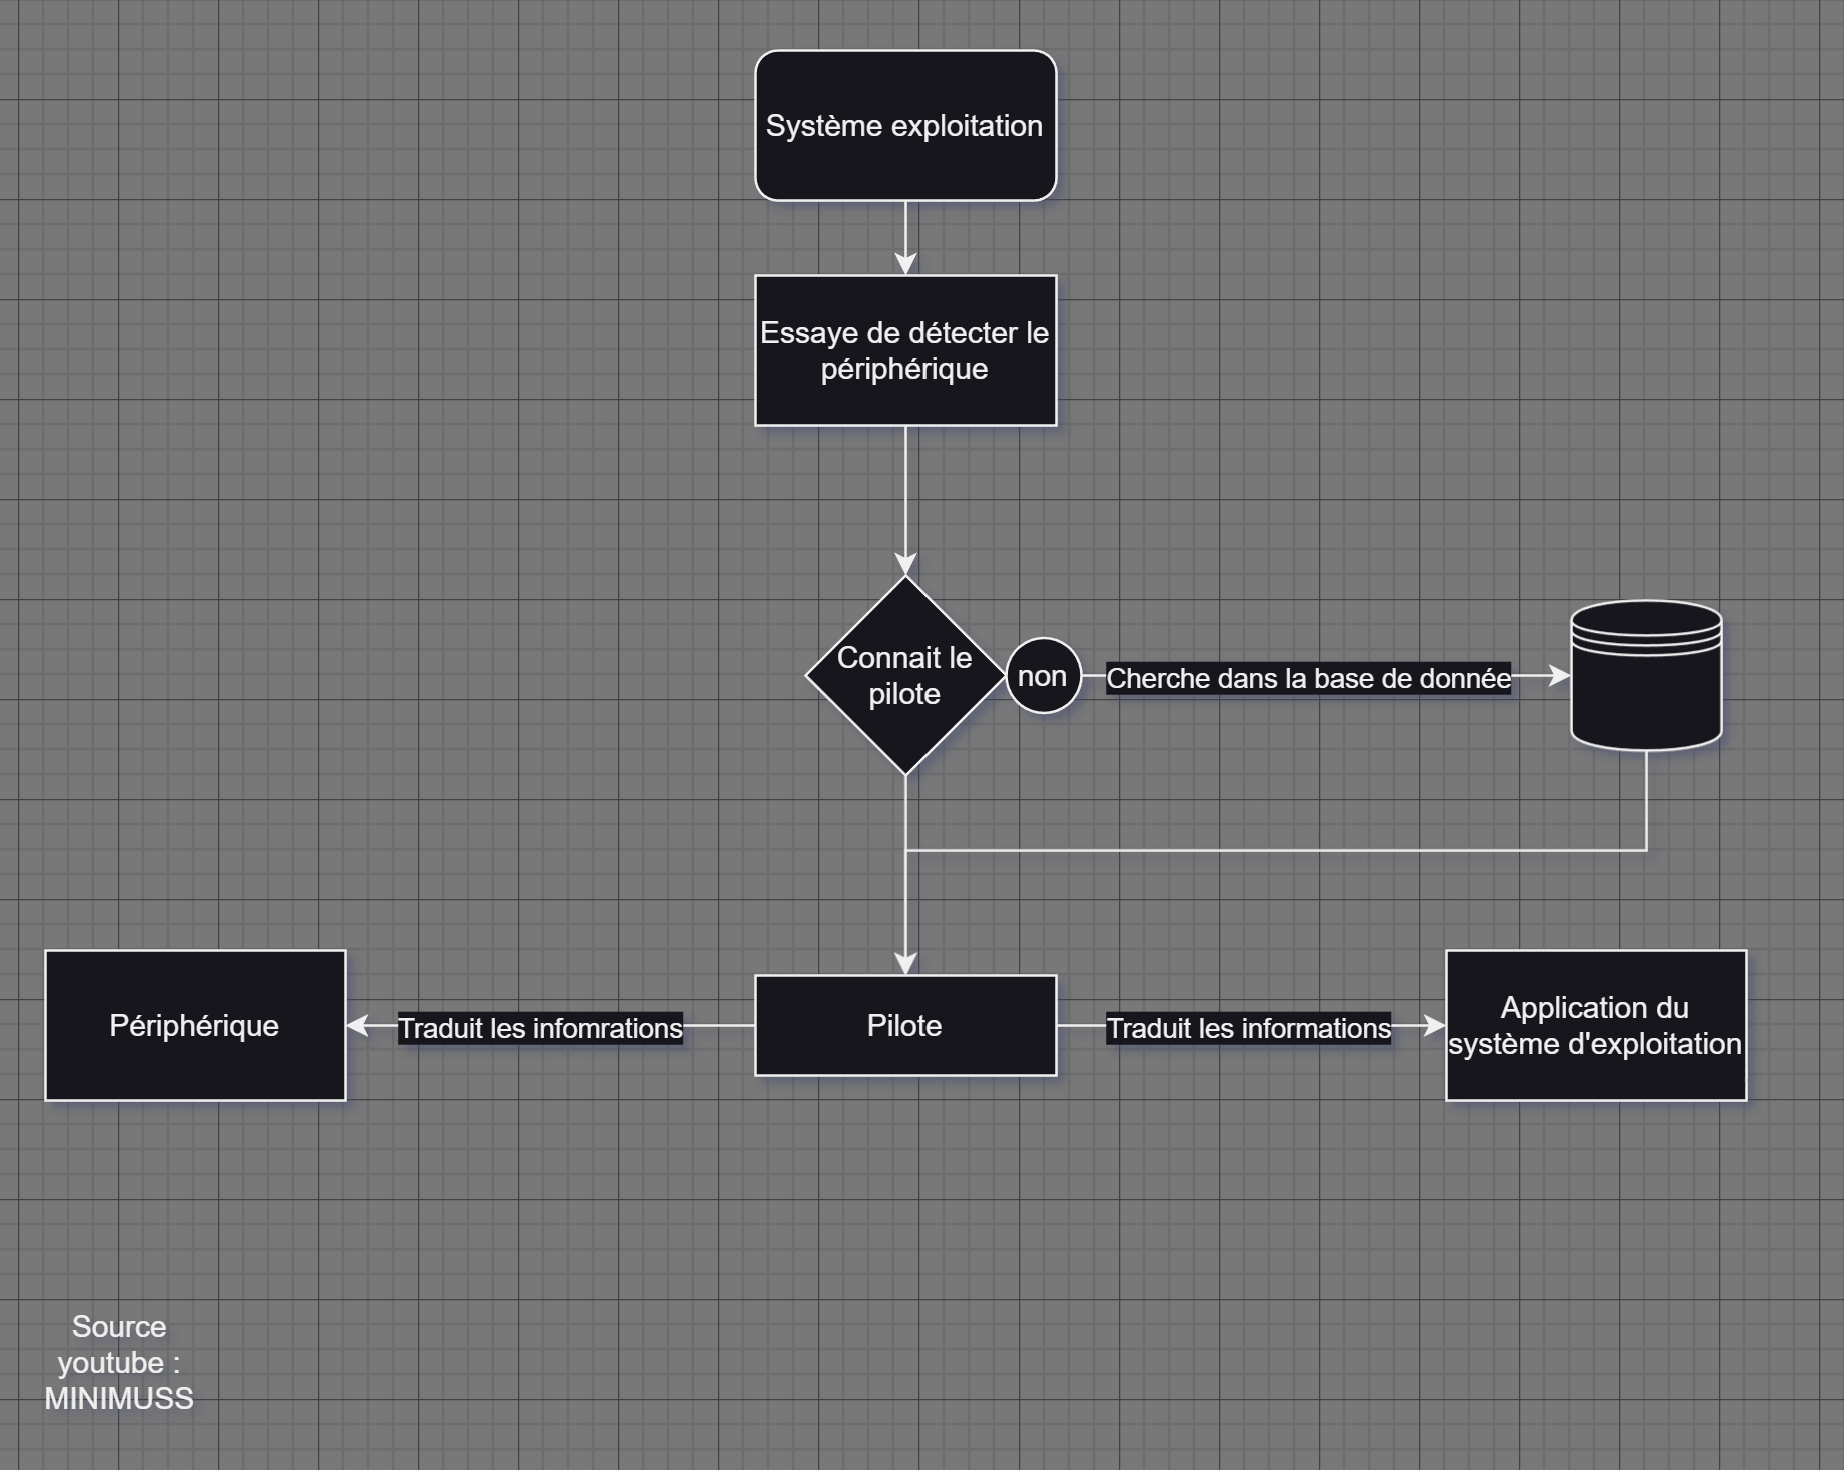 Système exploitation
Essaye de détecter le
périphérique
Connait le
pilote
non
Cherche dans la base de donnée
Périphérique
Traduit les infomrations
Pilote
Traduit les informations
Application du
système d'exploitation
Source
youtube :
MINIMUSS